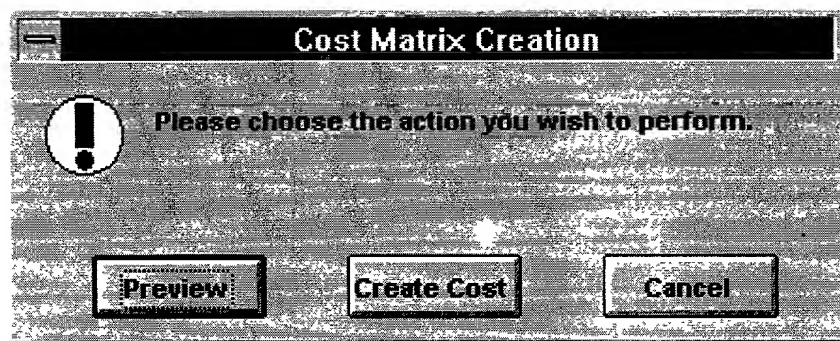 Cost Matrix Creation
Please choose the action you wish to perform.
Preview Create Cost Cancel